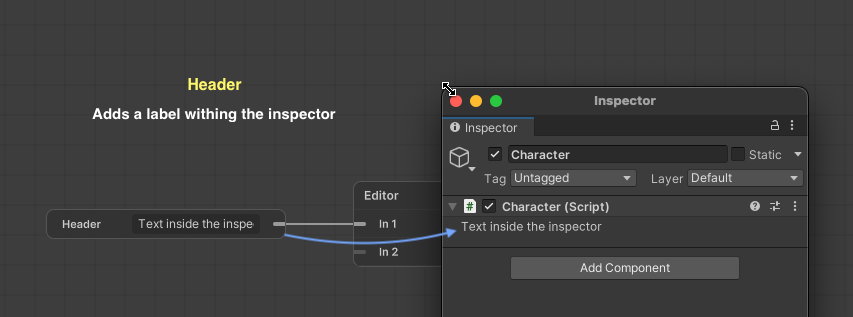 Header
Adds a label withing the inspector
Header
Text inside the inspe
Editor
In 1
In 2
Inspector
Inspector
Character
Static
Tag
Untagged
Layer
Default
#
Character (Script)
Text inside the inspector
Add Component